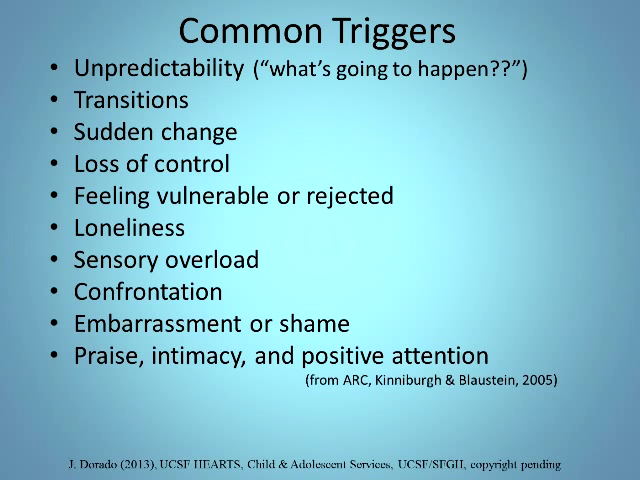 Common Triggers
• Unpredictability (“what’s going to happen??”)
• Transitions
• Sudden change
• Loss of control
• Feeling vulnerable or rejected
• Loneliness
• Sensory overload
• Confrontation
• Embarrassment or shame
• Praise, intimacy, and positive attention
(from ARC, Kinniburgh & Blaustein, 2005)
J. Dorado (2013), UCSF HEARTS, Child & Adolescent Services, UCSF/SFGH, copyright pending